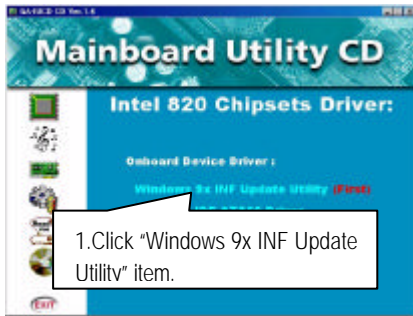 Mainboard Utility CD
Intel 820 Chipsets Driver:
Onboard Device Driver :
Windows 9x INF Update Utility (First)
1.Click “Windows 9x INF Update
Utility” item.
EXIT